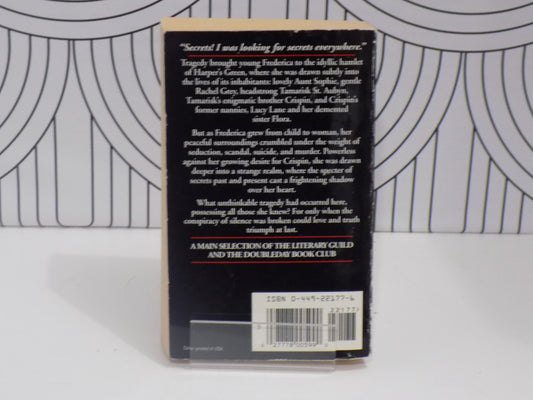 "Secrets! I was looking for secrets everywhere."
Tragedy brought young Frederica to the idyllic hamlet
of Harper's Green, where she was drawn subtly into
the lives of its inhabitants: lovely Aunt Sophie, gentle
Rachel Grey, headstrong Tamarisk St. Aubyn,
Tamarisk's enigmatic brother Crispin, and Crispin's
former nannies, Lucy Lane and her demented
sister Flora.
But as Frederica grew from child to woman, her
peaceful surroundings crumbled under the weight of
seduction, scandal, suicide, and murder. Powerless
against her growing desire for Crispin, she was drawn
deeper into a strange realm, where the specter of
secrets past and present cast a frightening shadow
over her heart.
What unthinkable tragedy had occurred here,
possessing all those she knew? For only when the
conspiracy of silence was broken could love and truth
triumph at last.
A MAIN SELECTION OF THE LITERARY GUILD
AND THE DOUBLEDAY BOOK CLUB
ISBN 0-449-22177-6
22177
0 27778 00599
Cover printed in USA